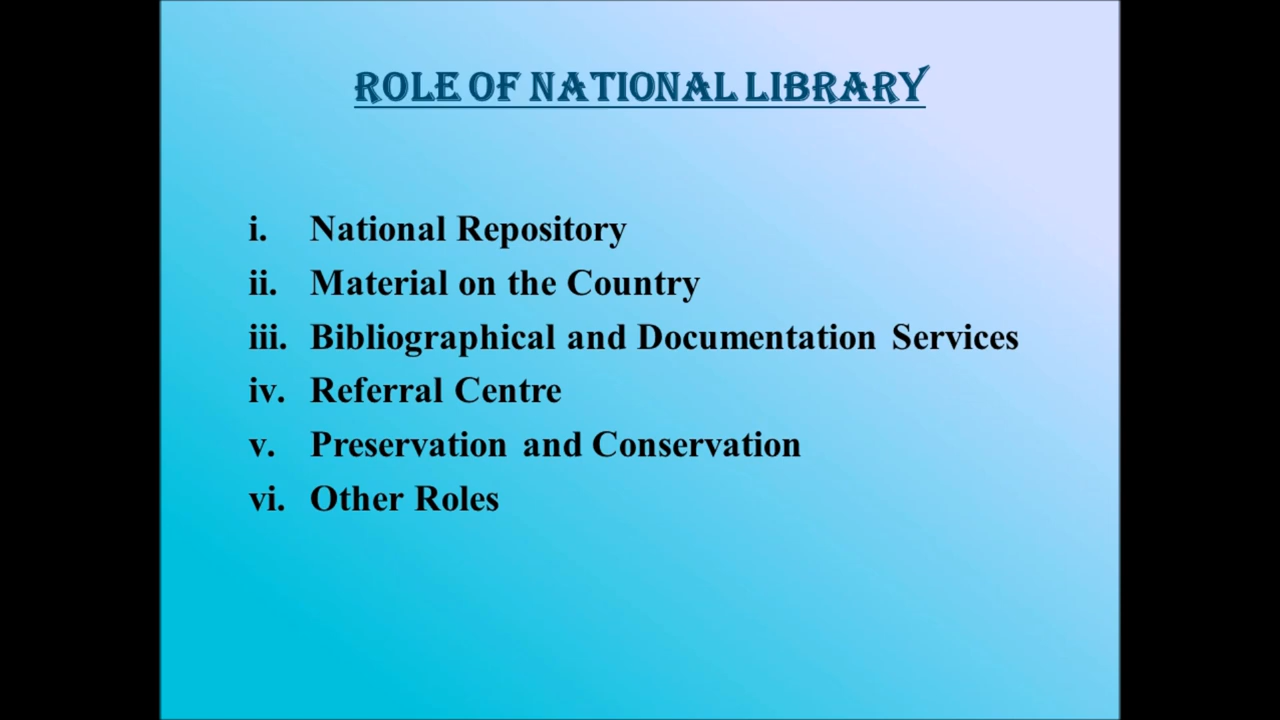 ROLE OF NATIONAL LIBRARY
i. National Repository
ii. Material on the Country
iii. Bibliographical and Documentation Services
iv. Referral Centre
v. Preservation and Conservation
vi. Other Roles